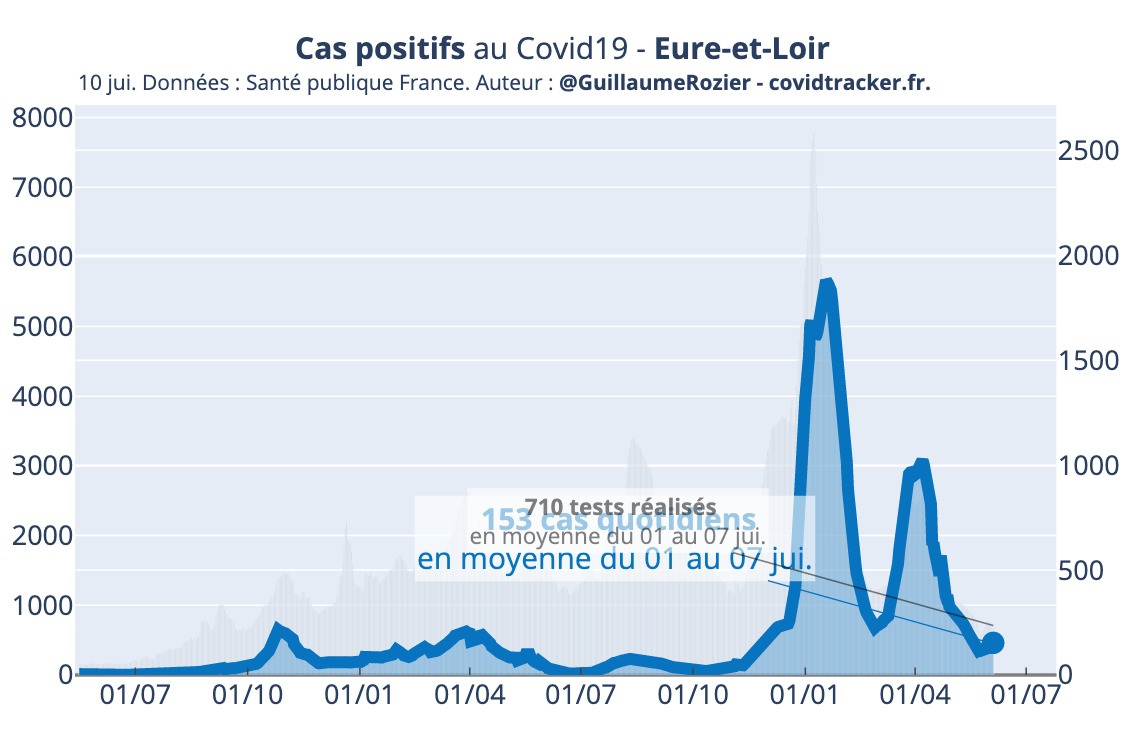 Cas positifs au Covid19 - Eure-et-Loir
10 jui. Données : Santé publique France. Auteur : @GuillaumeRozier - covidtracker.fr.
8000
7000
6000
5000
4000
3000
2000
1000
0
2500
2000
1500
1000
500
0
710 tests réalisés
en moyenne du 01 au 07 jui.
153 cas quotidiens
en moyenne du 01 au 07 jui.
01/07 01/10 01/01 01/04 01/07 01/10 01/01 01/04 01/07